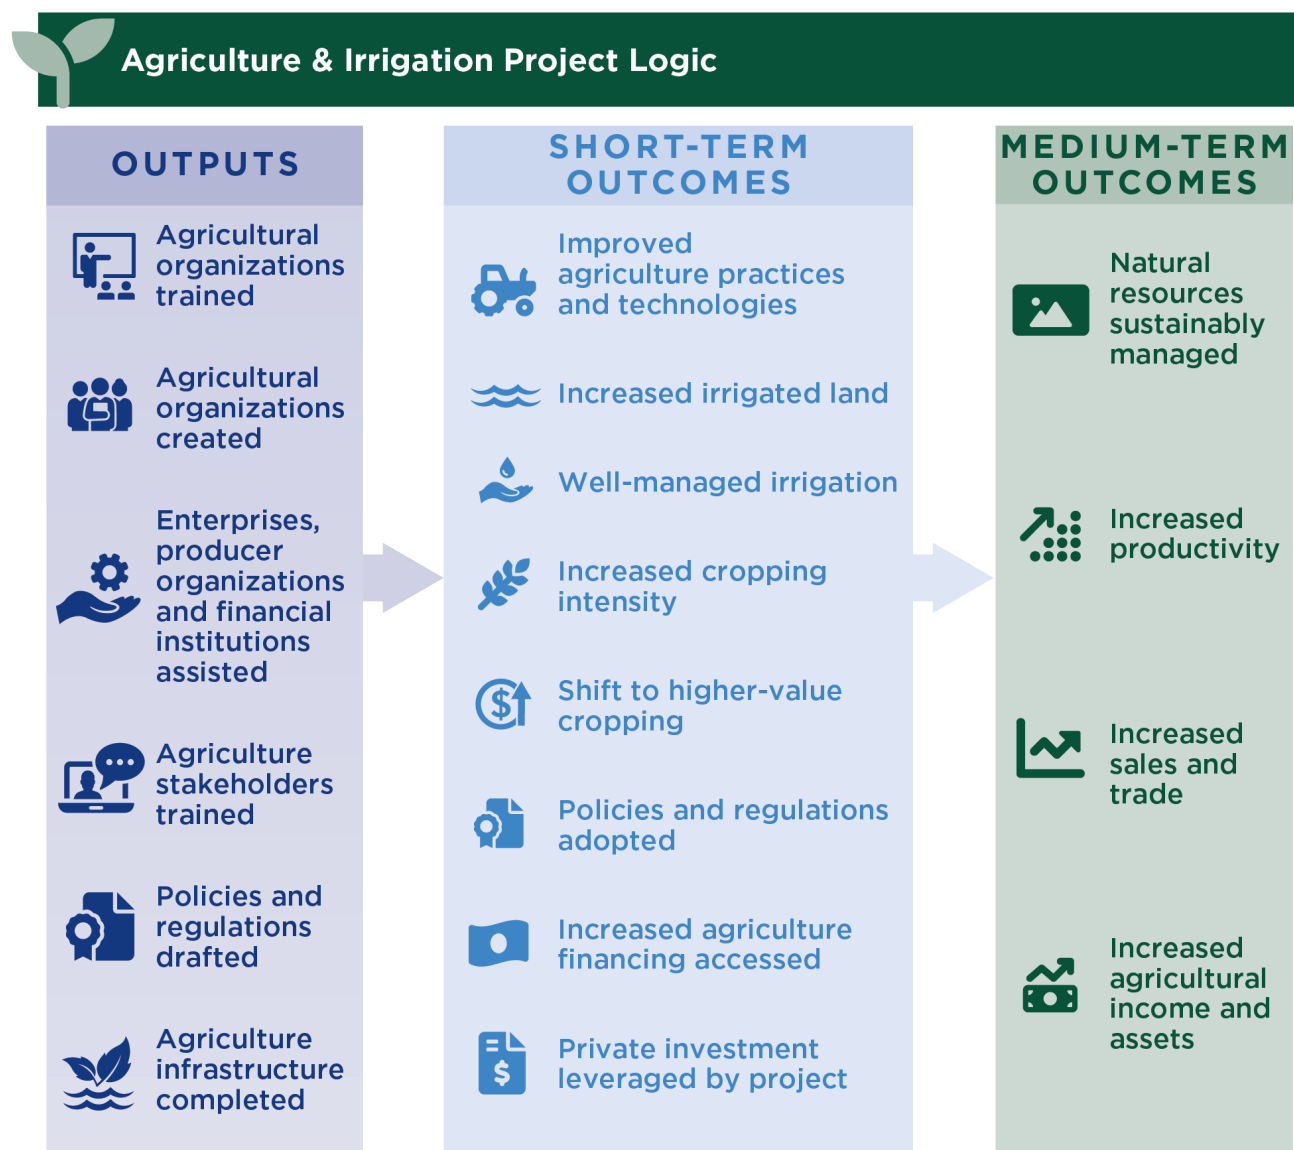 Agriculture & Irrigation Project Logic
OUTPUTS
Agricultural
organizations
trained
Agricultural
organizations
created
Enterprises,
producer
organizations
and financial
institutions
assisted
Agriculture
stakeholders
trained
Policies and
regulations
drafted
Agriculture
infrastructure
completed
SHORT-TERM
OUTCOMES
Improved
agriculture practices
and technologies
Increased irrigated land
Well-managed irrigation
Increased cropping
intensity
$
Shift to higher-value
cropping
Policies and regulations
adopted
Increased agriculture
financing accessed
$
Private investment
leveraged by project
MEDIUM-TERM
OUTCOMES
Natural
resources
sustainably
managed
Increased
productivity
Increased
sales and
trade
Increased
agricultural
income and
assets